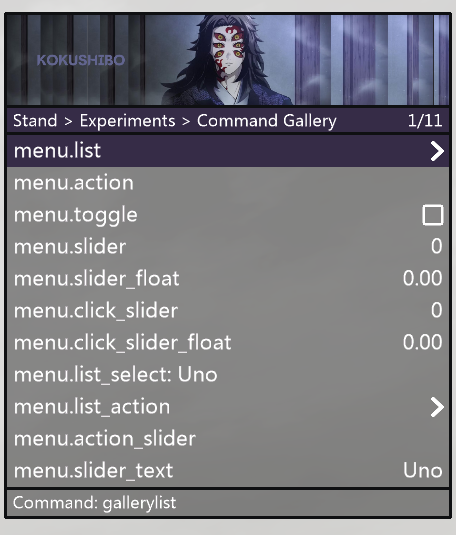 KOKUSHIBO
Stand > Experiments > Command Gallery 1/11
menu.list
menu.action
menu.toggle
menu.slider 0
menu.slider_float 0.00
menu.click_slider 0
menu.click_slider_float 0.00
menu.list_select: Uno
menu.list_action
menu.action_slider
menu.slider_text Uno
Command: gallerylist